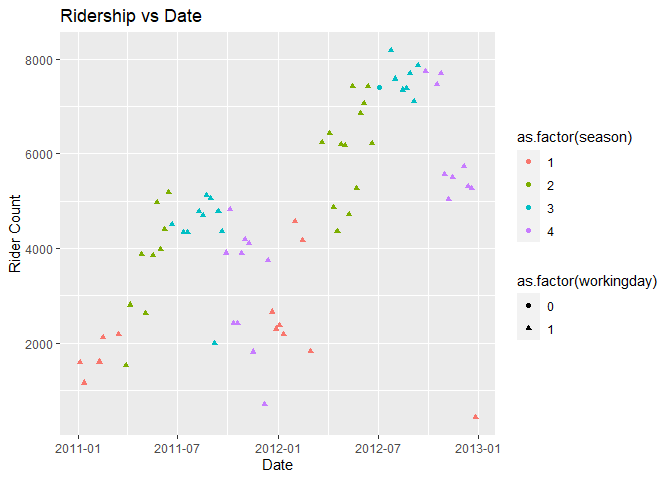 Ridership vs Date
Rider Count
8000
6000
4000
2000
2011-01 2011-07 2012-01 2012-07 2013-01
Date
as.factor(season)
1
2
3
4
as.factor(workingday)
0
1